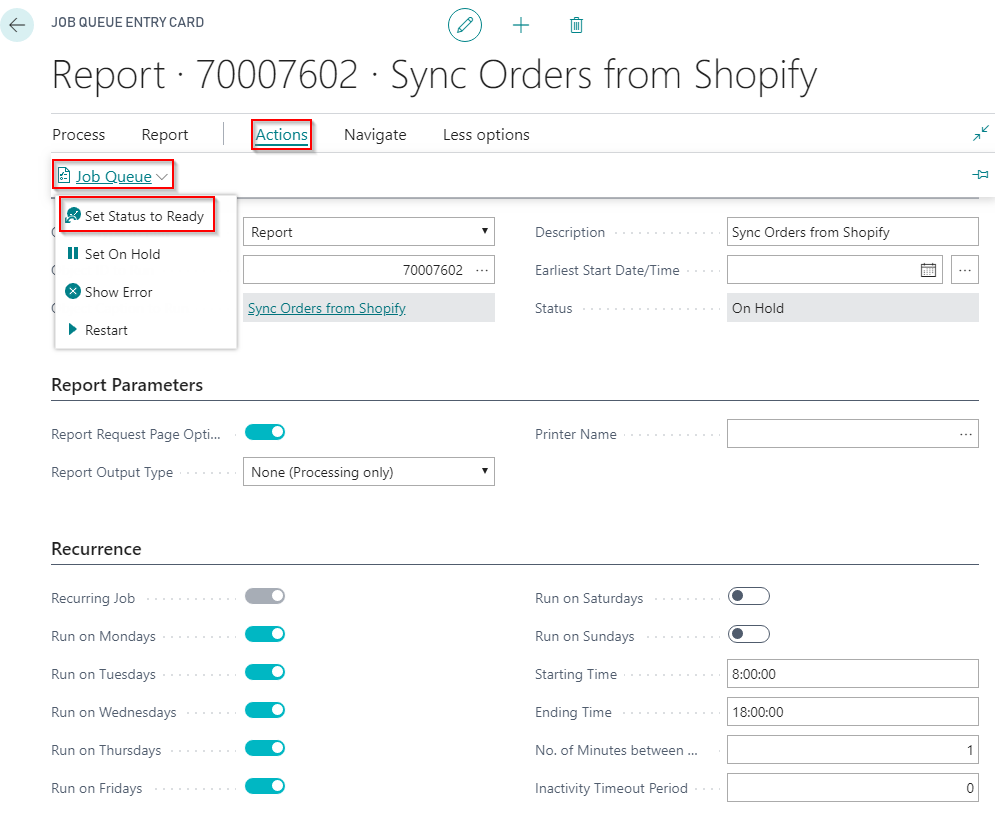 JOB QUEUE ENTRY CARD
Report · 70007602 · Sync Orders from Shopify
Process Report Actions Navigate Less options
Job Queue
Set Status to Ready
Set On Hold
Show Error
Restart
Report
70007602 ...
Sync Orders from Shopify
Description Sync Orders from Shopify
Earliest Start Date/Time ...
Status On Hold
Report Parameters
Report Request Page Opti...
Report Output Type None (Processing only)
Printer Name ...
Recurrence
Recurring Job
Run on Mondays
Run on Tuesdays
Run on Wednesdays
Run on Thursdays
Run on Fridays
Run on Saturdays
Run on Sundays
Starting Time 8:00:00
Ending Time 18:00:00
No. of Minutes between ... 1
Inactivity Timeout Period 0